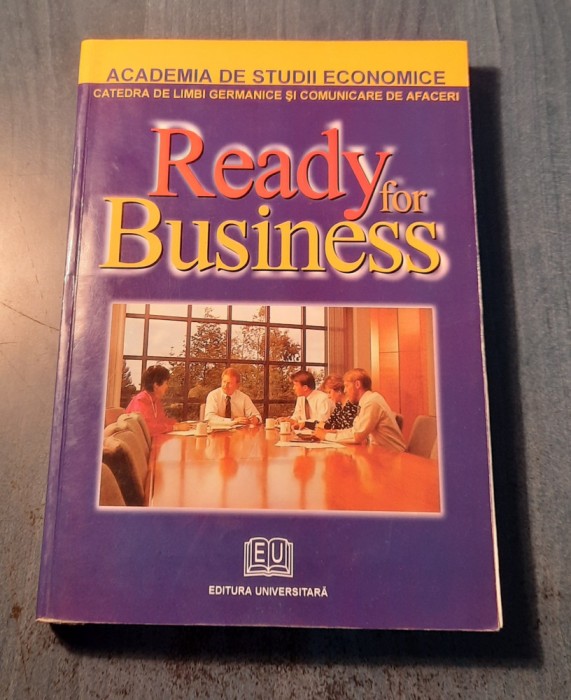 ACADEMIA DE STUDII ECONOMICE
CATEDRA DE LIMBI GERMANICE ȘI COMUNICARE DE AFACERI
Ready
for
Business
EU
EDITURA UNIVERSITARĂ